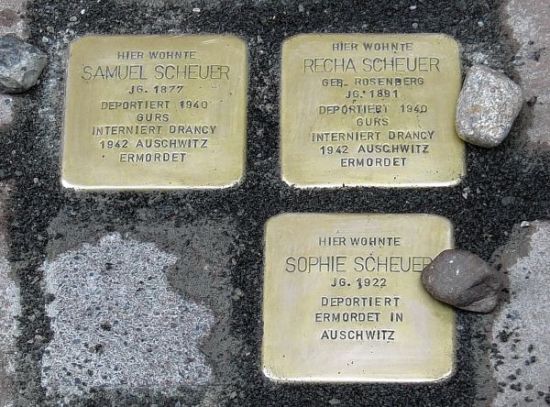 HIER WOHNTE
SAMUEL SCHEUER
JG. 1877
DEPORTIERT 1940
GURS
INTERNIERT DRANCY
1942 AUSCHWITZ
ERMORDET
HIER WOHNTE
RECHA SCHEUER
GEB. ROSENBERG
JG. 1891
DEPORTIERT 1940
GURS
INTERNIERT DRANCY
1942 AUSCHWITZ
ERMORDET
HIER WOHNTE
SOPHIE SCHEUER
JG. 1922
DEPORTIERT
ERMORDET IN
AUSCHWITZ